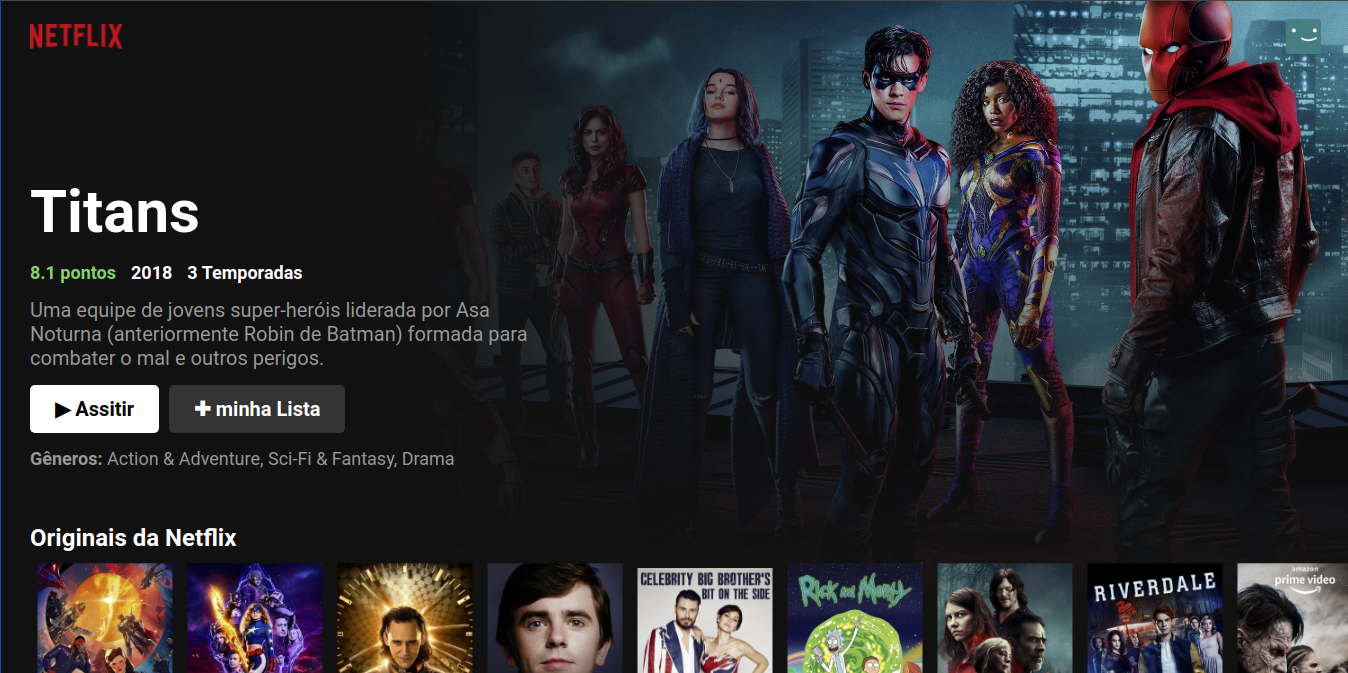 NETFLIX
Titans
8.1 pontos 2018 3 Temporadas
Uma equipe de jovens super-heróis liderada por Asa
Noturna (anteriormente Robin de Batman) formada para
combater o mal e outros perigos.
▶ Assitir ✚ minha Lista
Gêneros: Action & Adventure, Sci-Fi & Fantasy, Drama
Originais da Netflix
CELEBRITY BIG BROTHER'S
BIT ON THE SIDE
Rick and Morty
RIVERDALE
amazon
prime video